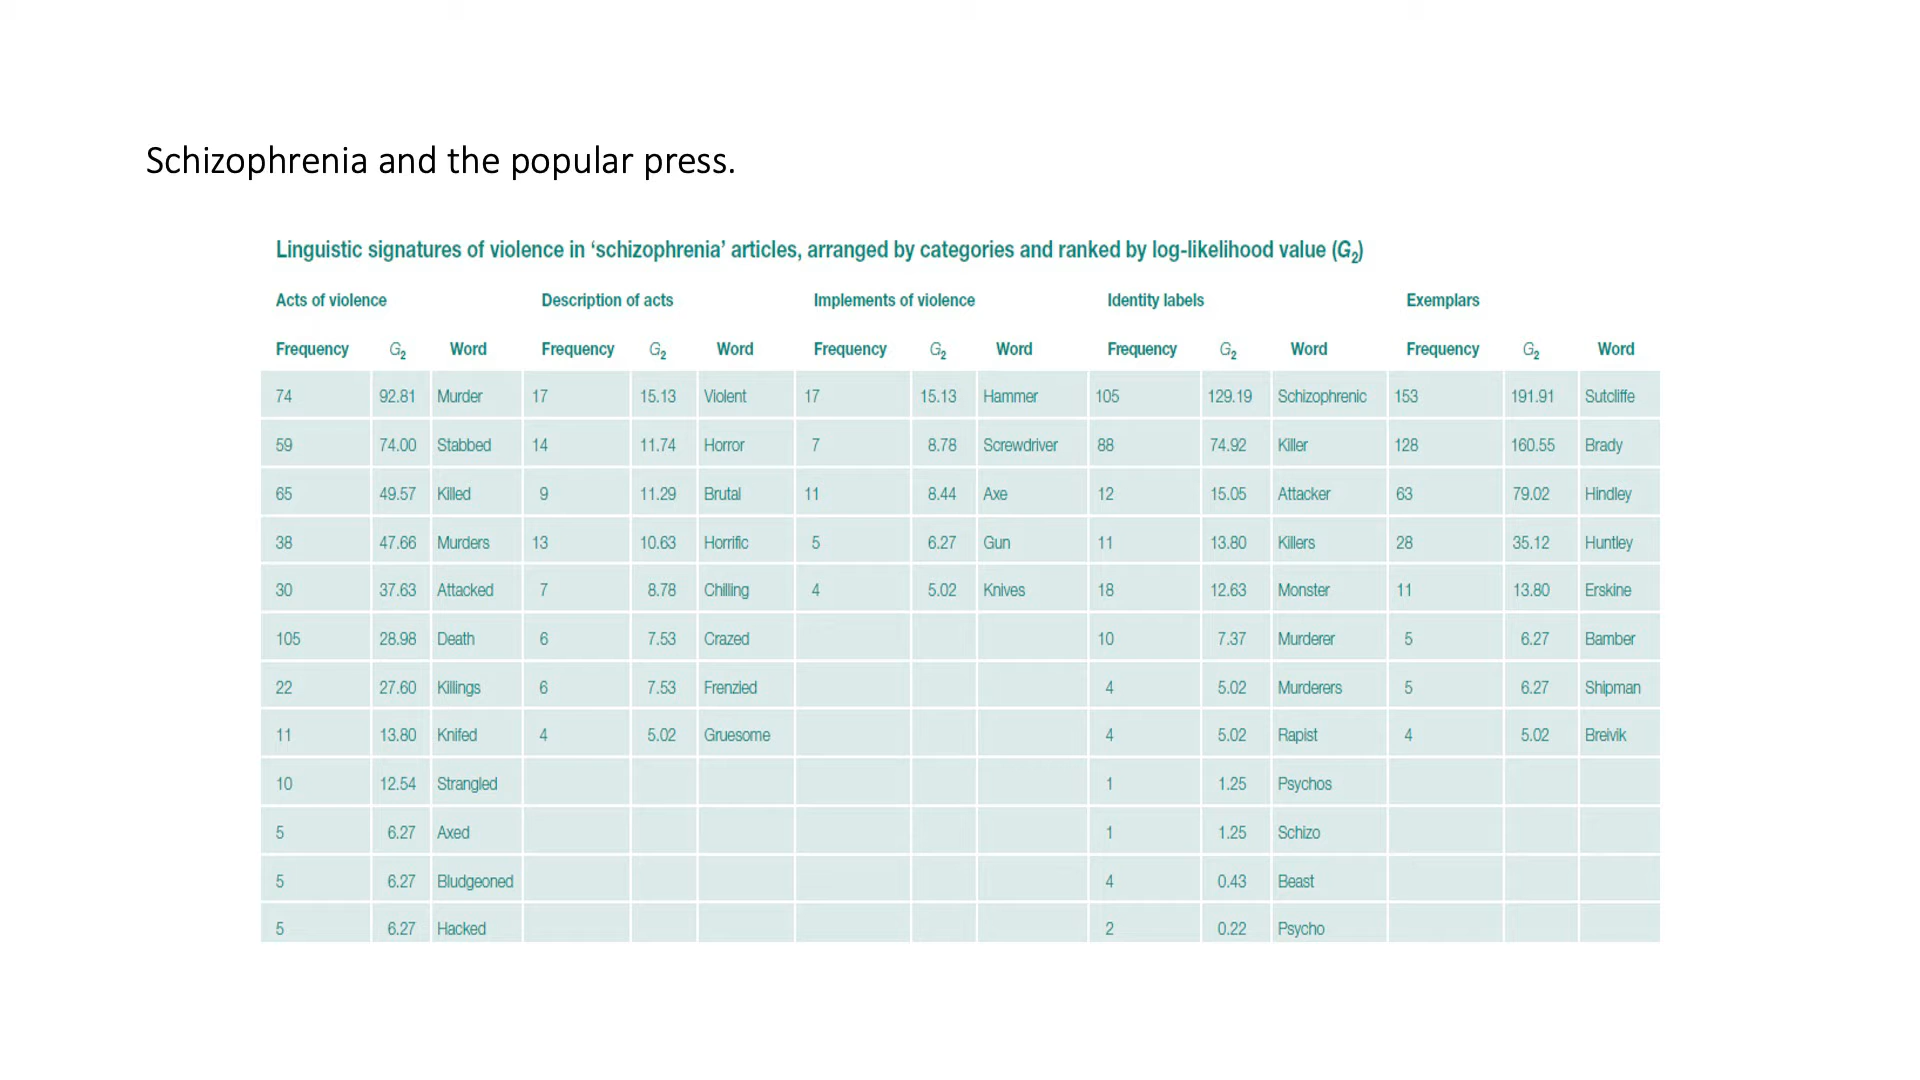 Schizophrenia and the popular press.
Linguistic signatures of violence in ‘schizophrenia’ articles, arranged by categories and ranked by log-likelihood value (G2)
Acts of violence Description of acts Implements of violence Identity labels Exemplars
Frequency G2 Word Frequency G2 Word Frequency G2 Word Frequency G2 Word Frequency G2 Word
74 92.81 Murder 17 15.13 Violent 17 15.13 Hammer 105 129.19 Schizophrenic 153 191.91 Sutcliffe
59 74.00 Stabbed 14 11.74 Horror 7 8.78 Screwdriver 88 74.92 Killer 128 160.55 Brady
65 49.57 Killed 9 11.29 Brutal 11 8.44 Axe 12 15.05 Attacker 63 79.02 Hindley
38 47.66 Murders 13 10.63 Horrific 5 6.27 Gun 11 13.80 Killers 28 35.12 Huntley
30 37.63 Attacked 7 8.78 Chilling 4 5.02 Knives 18 12.63 Monster 11 13.80 Erskine
105 28.98 Death 6 7.53 Crazed 10 7.37 Murderer 5 6.27 Bamber
22 27.60 Killings 6 7.53 Frenzied 4 5.02 Murderers 5 6.27 Shipman
11 13.80 Knifed 4 5.02 Gruesome 4 5.02 Rapist 4 5.02 Breivik
10 12.54 Strangled 1 1.25 Psychos
5 6.27 Axed 1 1.25 Schizo
5 6.27 Bludgeoned 4 0.43 Beast
5 6.27 Hacked 2 0.22 Psycho